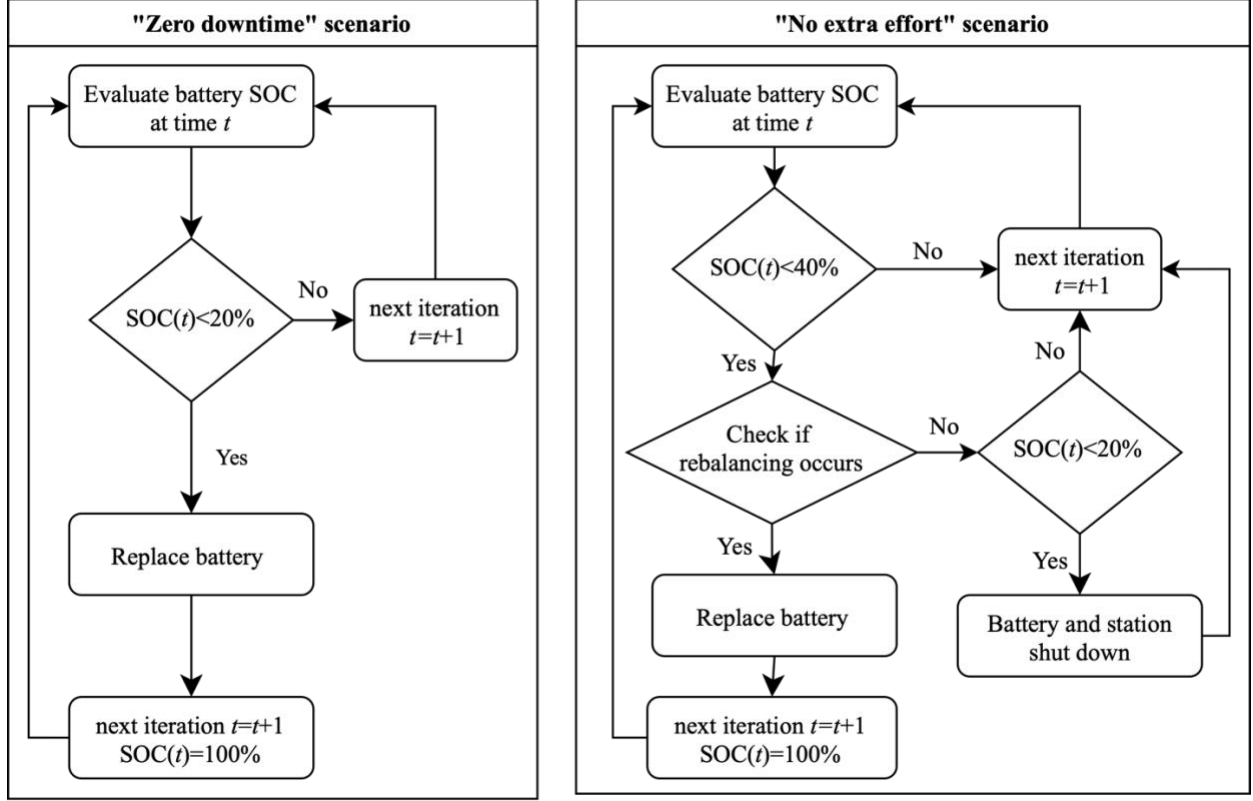 "Zero downtime" scenario
Evaluate battery SOC
at time t
SOC(t)<20%
No
next iteration
t=t+1
Yes
Replace battery
next iteration t=t+1
SOC(t)=100%
"No extra effort" scenario
Evaluate battery SOC
at time t
SOC(t)<40%
No
next iteration
t=t+1
Yes
Check if
rebalancing occurs
No
SOC(t)<20%
No
Yes
Replace battery
Yes
Battery and station
shut down
next iteration t=t+1
SOC(t)=100%